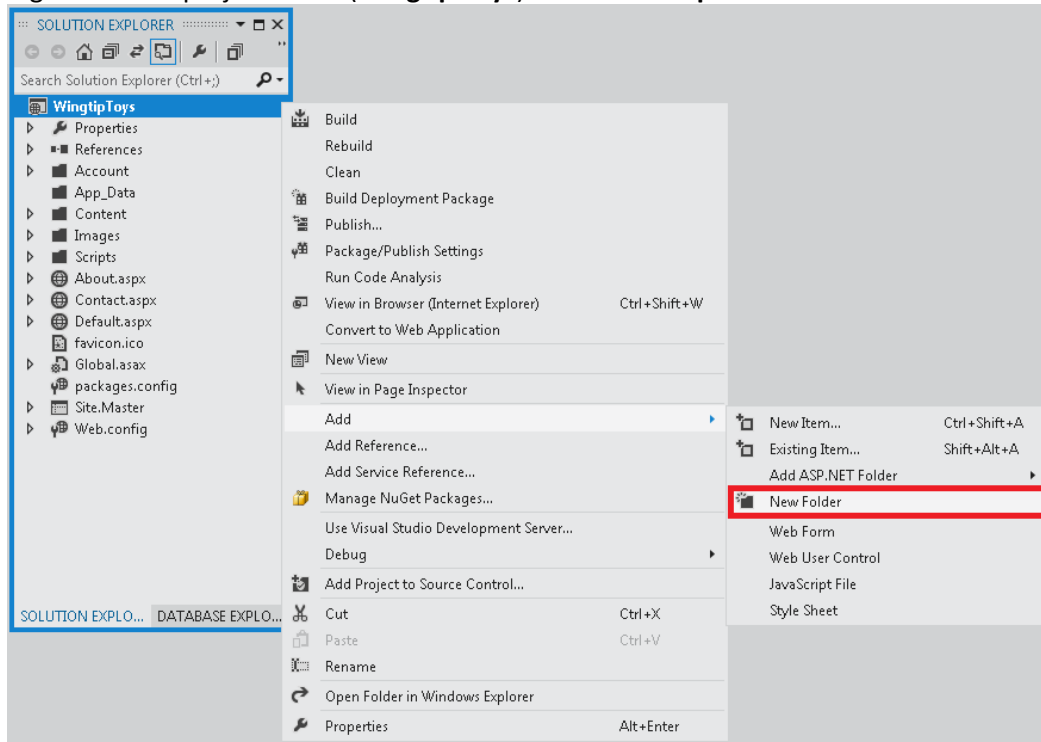 SOLUTION EXPLORER
Search Solution Explorer (Ctrl+;)
WingtipToys
Properties
References
Account
App_Data
Content
Images
Scripts
About.aspx
Contact.aspx
Default.aspx
favicon.ico
Global.asax
packages.config
Site.Master
Web.config
SOLUTION EXPLO... DATABASE EXPLO...
Build
Rebuild
Clean
Build Deployment Package
Publish...
Package/Publish Settings
Run Code Analysis
View in Browser (Internet Explorer) Ctrl+Shift+W
Convert to Web Application
New View
View in Page Inspector
Add
Add Reference...
Add Service Reference...
Manage NuGet Packages...
Use Visual Studio Development Server...
Debug
Add Project to Source Control...
Cut Ctrl+X
Paste Ctrl+V
Rename
Open Folder in Windows Explorer
Properties Alt+Enter
New Item... Ctrl+Shift+A
Existing Item... Shift+Alt+A
Add ASP.NET Folder
New Folder
Web Form
Web User Control
JavaScript File
Style Sheet